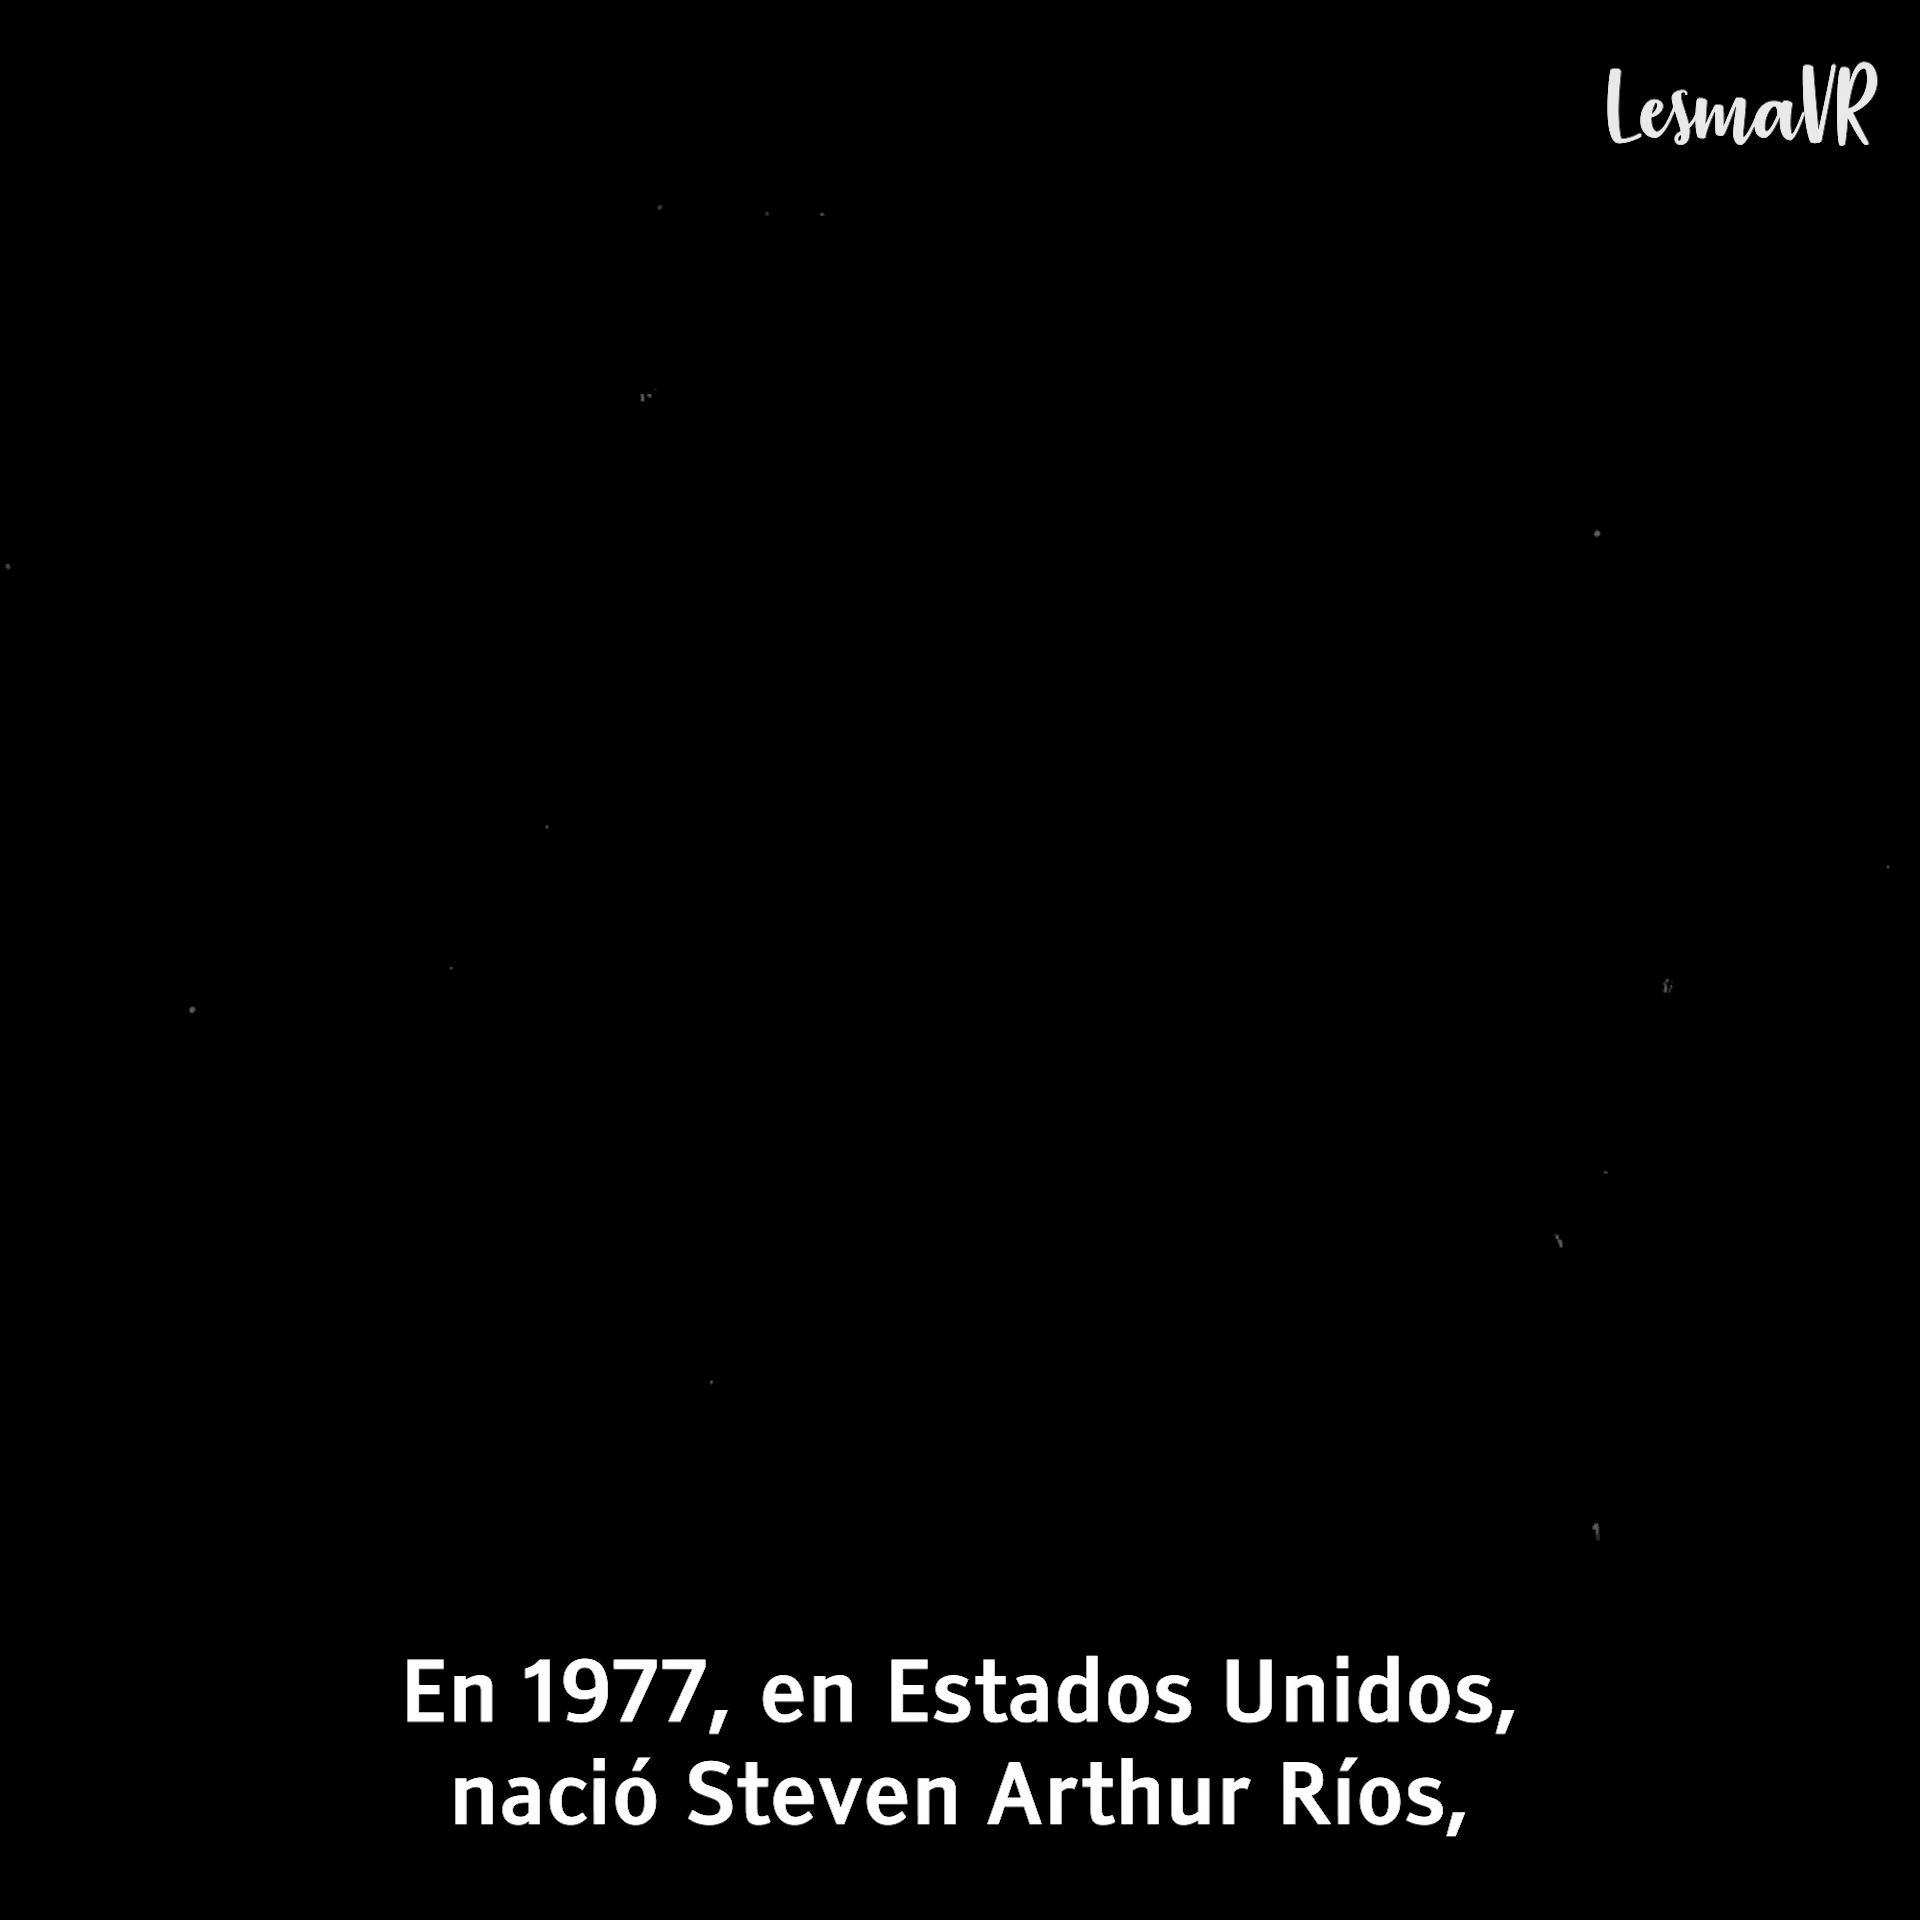 LesmaVR
En 1977, en Estados Unidos,
nació Steven Arthur Ríos,